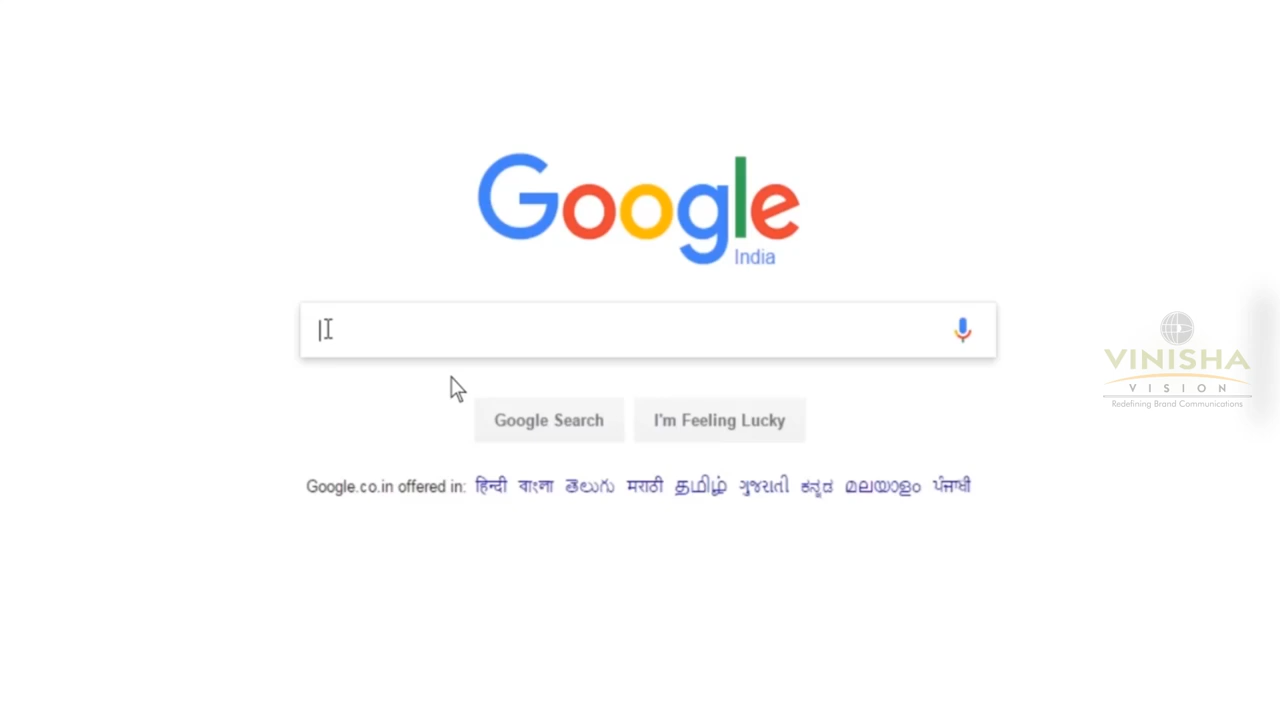 Google
India
Google Search
I'm Feeling Lucky
Google.co.in offered in: हिन्दी বাংলা తెలుగు मराठी தமிழ் ગુજરાતી ಕನ್ನಡ മലയാളം ਪੰਜਾਬੀ
VINISHA
VISION
Redefining Brand Communications